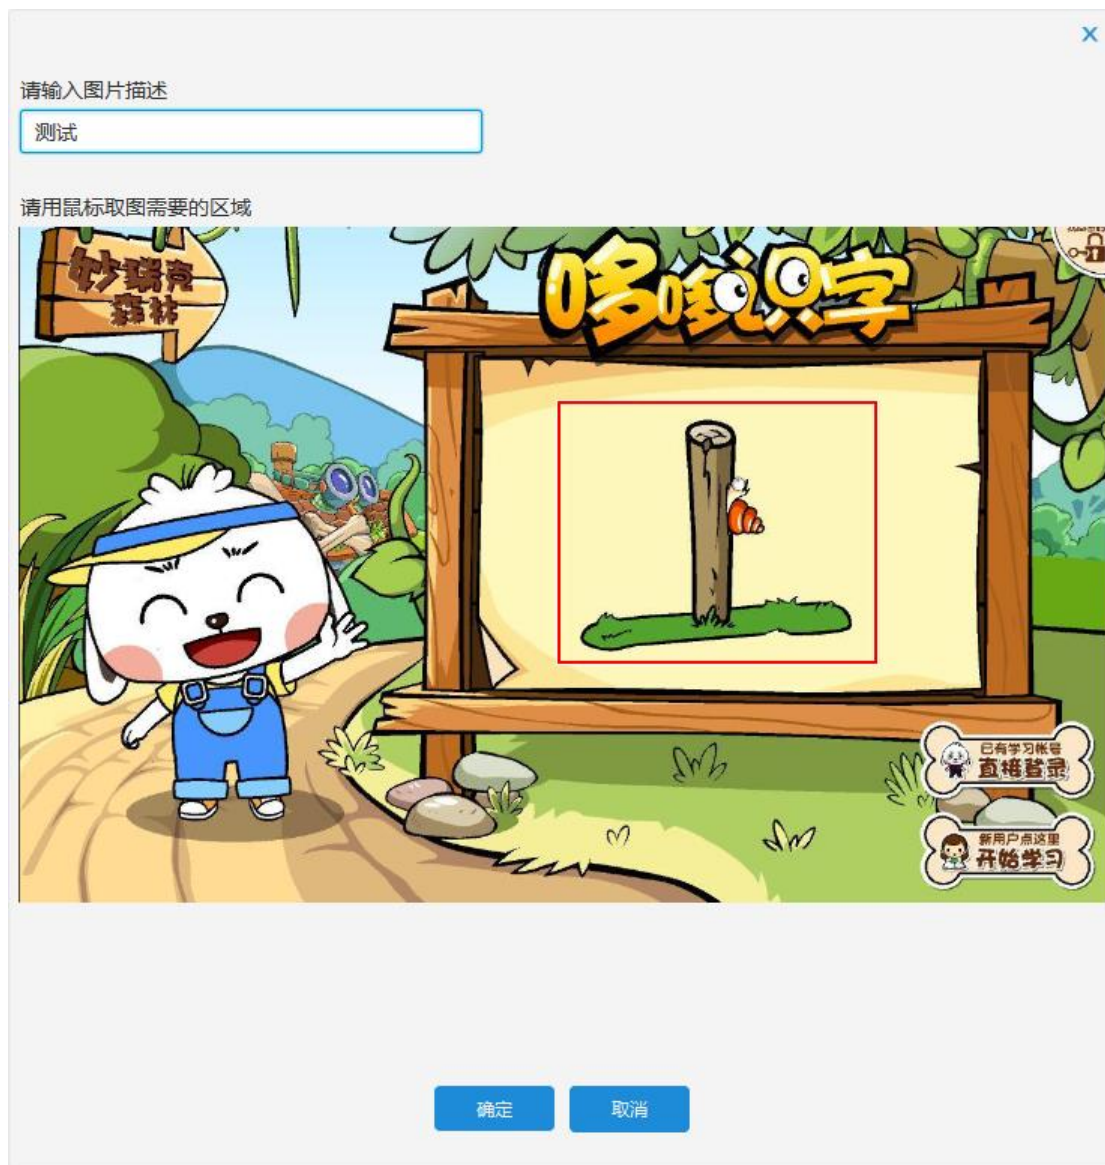 X
请输入图片描述
测试
请用鼠标取图需要的区域
妙瑞克
森林
哆哆识字
已有学习帐号
直接登录
新用户点这里
开始学习
确定
取消